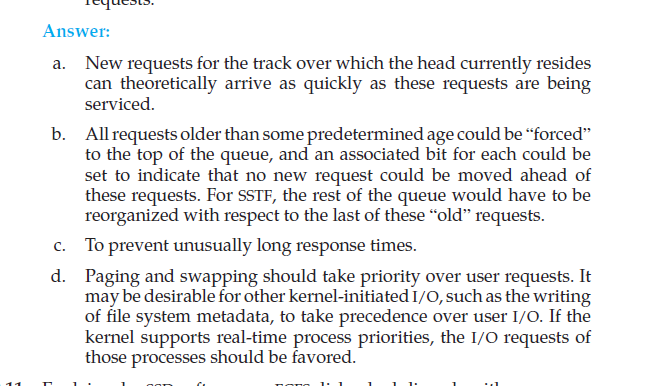 requests.
Answer:
a. New requests for the track over which the head currently resides
can theoretically arrive as quickly as these requests are being
serviced.
b. All requests older than some predetermined age could be “forced”
to the top of the queue, and an associated bit for each could be
set to indicate that no new request could be moved ahead of
these requests. For SSTF, the rest of the queue would have to be
reorganized with respect to the last of these “old” requests.
c. To prevent unusually long response times.
d. Paging and swapping should take priority over user requests. It
may be desirable for other kernel-initiated I/O, such as the writing
of file system metadata, to take precedence over user I/O. If the
kernel supports real-time process priorities, the I/O requests of
those processes should be favored.